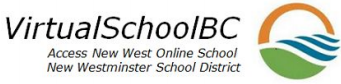 VirtualSchoolBC
Access New West Online School
New Westminster School District